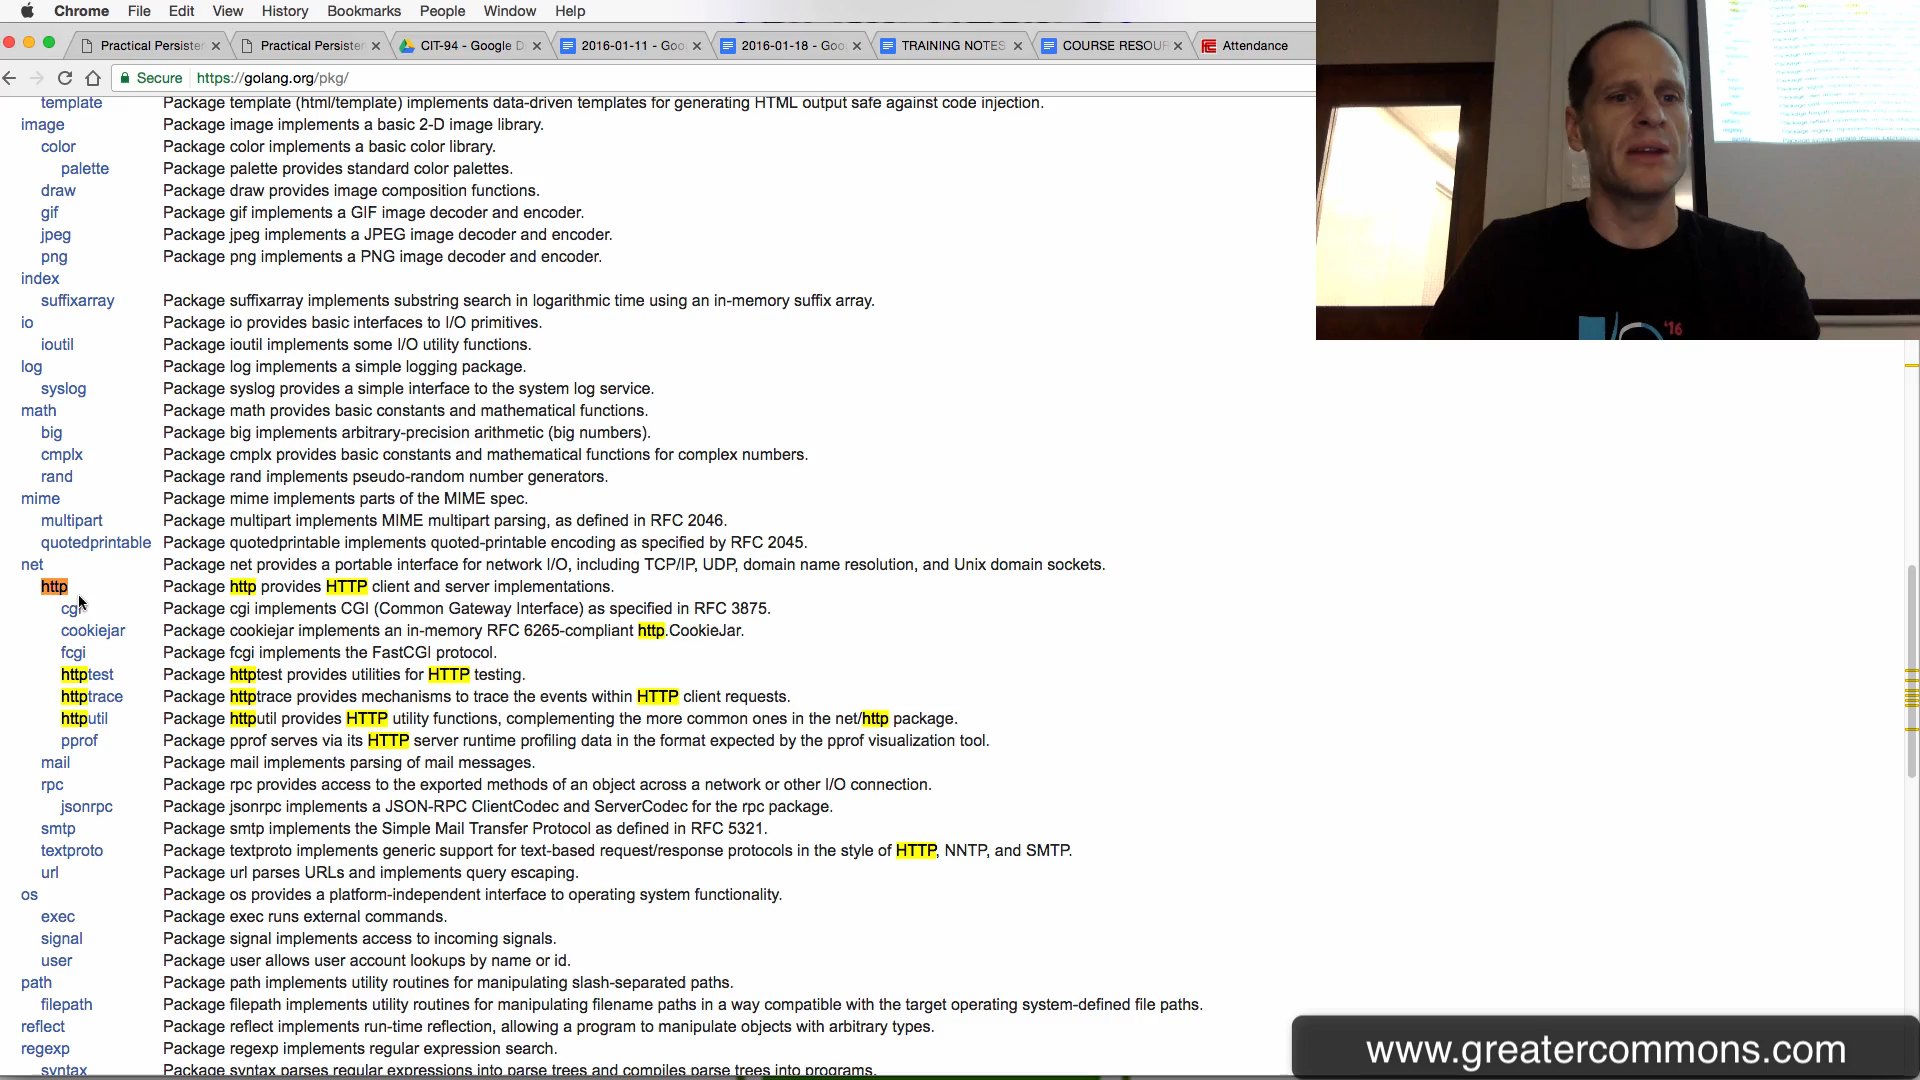 Chrome File Edit View History Bookmarks People Window Help
Practical Persister × Practical Persister × CIT-94 - Google D × 2016-01-11 - Goo × 2016-01-18 - Goo × TRAINING NOTES × COURSE RESOUR × Attendance
Secure https://golang.org/pkg/
template Package template (html/template) implements data-driven templates for generating HTML output safe against code injection.
image Package image implements a basic 2-D image library.
color Package color implements a basic color library.
palette Package palette provides standard color palettes.
draw Package draw provides image composition functions.
gif Package gif implements a GIF image decoder and encoder.
jpeg Package jpeg implements a JPEG image decoder and encoder.
png Package png implements a PNG image decoder and encoder.
index
suffixarray Package suffixarray implements substring search in logarithmic time using an in-memory suffix array.
io Package io provides basic interfaces to I/O primitives.
ioutil Package ioutil implements some I/O utility functions.
log Package log implements a simple logging package.
syslog Package syslog provides a simple interface to the system log service.
math Package math provides basic constants and mathematical functions.
big Package big implements arbitrary-precision arithmetic (big numbers).
cmplx Package cmplx provides basic constants and mathematical functions for complex numbers.
rand Package rand implements pseudo-random number generators.
mime Package mime implements parts of the MIME spec.
multipart Package multipart implements MIME multipart parsing, as defined in RFC 2046.
quotedprintable Package quotedprintable implements quoted-printable encoding as specified by RFC 2045.
net Package net provides a portable interface for network I/O, including TCP/IP, UDP, domain name resolution, and Unix domain sockets.
http Package http provides HTTP client and server implementations.
cgi Package cgi implements CGI (Common Gateway Interface) as specified in RFC 3875.
cookiejar Package cookiejar implements an in-memory RFC 6265-compliant http.CookieJar.
fcgi Package fcgi implements the FastCGI protocol.
httptest Package httptest provides utilities for HTTP testing.
httptrace Package httptrace provides mechanisms to trace the events within HTTP client requests.
httputil Package httputil provides HTTP utility functions, complementing the more common ones in the net/http package.
pprof Package pprof serves via its HTTP server runtime profiling data in the format expected by the pprof visualization tool.
mail Package mail implements parsing of mail messages.
rpc Package rpc provides access to the exported methods of an object across a network or other I/O connection.
jsonrpc Package jsonrpc implements a JSON-RPC ClientCodec and ServerCodec for the rpc package.
smtp Package smtp implements the Simple Mail Transfer Protocol as defined in RFC 5321.
textproto Package textproto implements generic support for text-based request/response protocols in the style of HTTP, NNTP, and SMTP.
url Package url parses URLs and implements query escaping.
os Package os provides a platform-independent interface to operating system functionality.
exec Package exec runs external commands.
signal Package signal implements access to incoming signals.
user Package user allows user account lookups by name or id.
path Package path implements utility routines for manipulating slash-separated paths.
filepath Package filepath implements utility routines for manipulating filename paths in a way compatible with the target operating system-defined file paths.
reflect Package reflect implements run-time reflection, allowing a program to manipulate objects with arbitrary types.
regexp Package regexp implements regular expression search.
syntax Package syntax parses regular expressions into parse trees and compiles parse trees into programs.
I/O '16
www.greatercommons.com